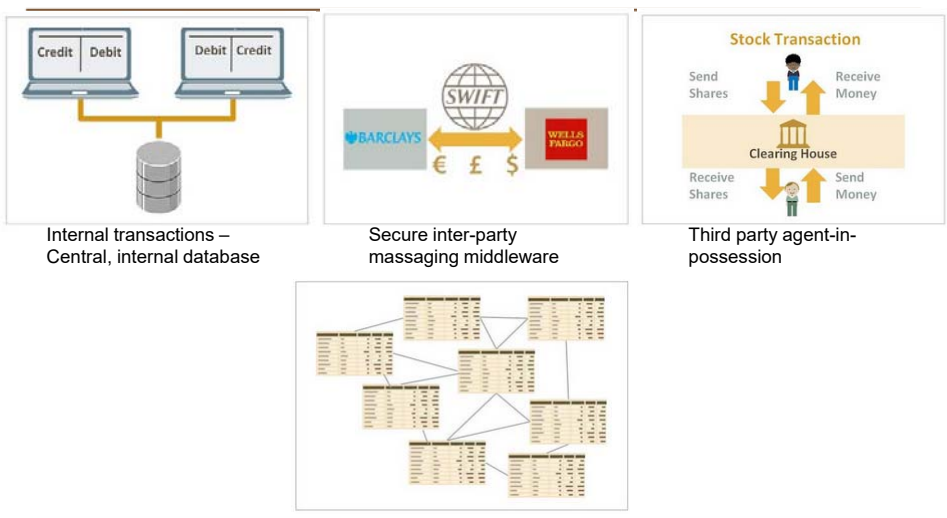 Credit Debit
Debit Credit
Internal transactions –
Central, internal database
SWIFT
BARCLAYS
WELLS
FARGO
€ £ $
Secure inter-party
massaging middleware
Stock Transaction
Send
Shares
Receive
Money
Clearing House
Receive
Shares
Send
Money
Third party agent-in-
possession